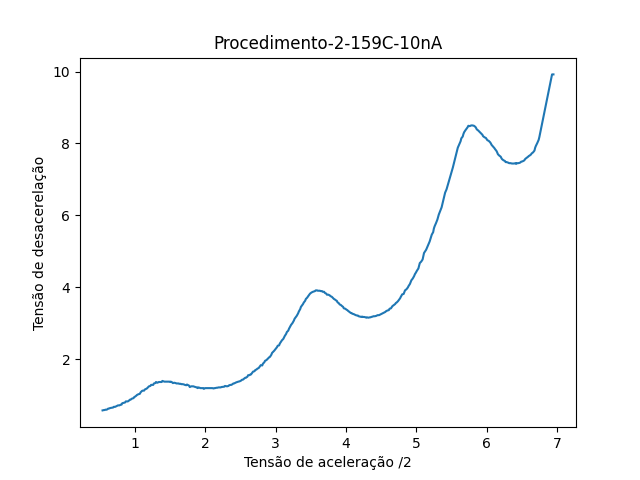 Procedimento-2-159C-10nA
10
8
6
4
2
Tensão de desacerelação
1 2 3 4 5 6 7
Tensão de aceleração /2